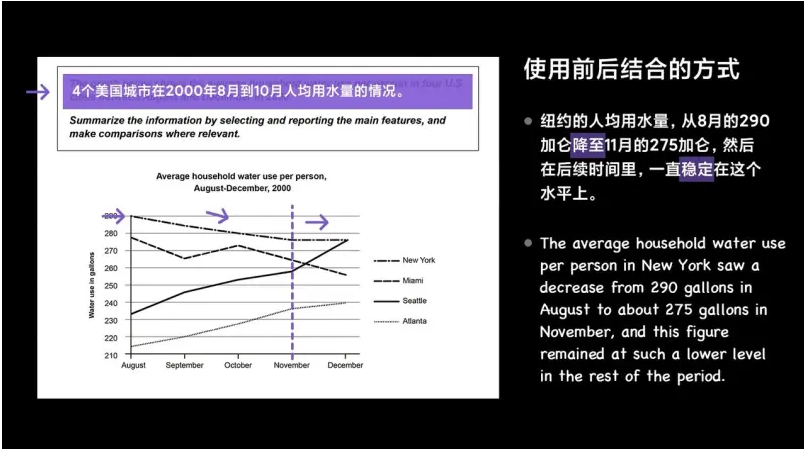 使用前后结合的方式
4个美国城市在2000年8月到10月人均用水量的情况。
Summarize the information by selecting and reporting the main features, and
make comparisons where relevant.
Average household water use per person,
August-December, 2000
Water use in gallons
290
280
270
260
250
240
230
220
210
August September October November December
New York
Miami
Seattle
Atlanta
纽约的人均用水量，从8月的290
加仑降至11月的275加仑，然后
在后续时间里，一直稳定在这个
水平上。
The average household water use
per person in New York saw a
decrease from 290 gallons in
August to about 275 gallons in
November, and this figure
remained at such a lower level
in the rest of the period.